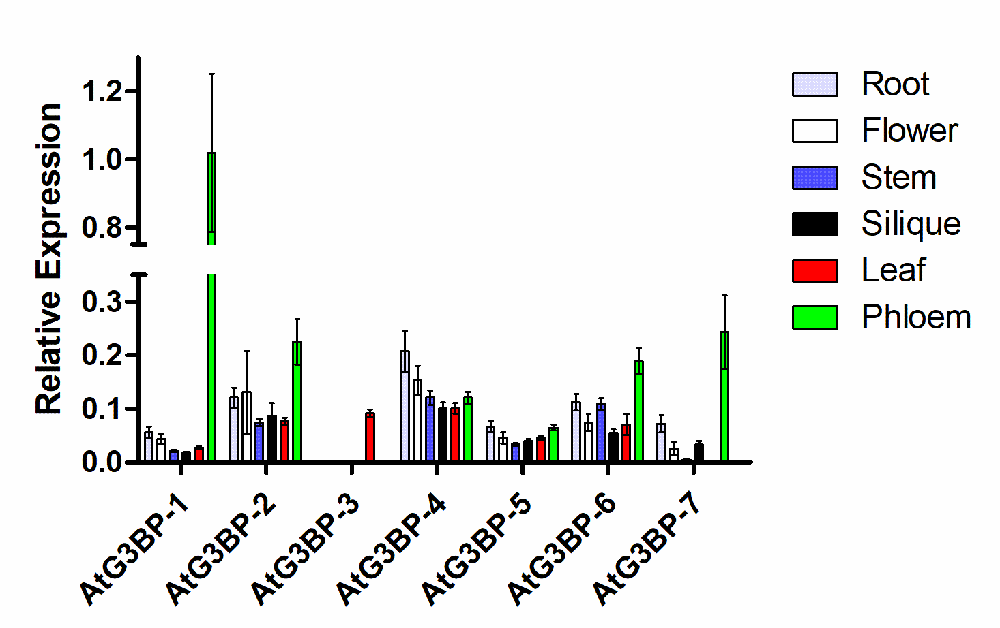 Relative Expression
1.2
1.0
0.8
0.3
0.2
0.1
0.0
AtG3BP-1
AtG3BP-2
AtG3BP-3
AtG3BP-4
AtG3BP-5
AtG3BP-6
AtG3BP-7
Root
Flower
Stem
Silique
Leaf
Phloem